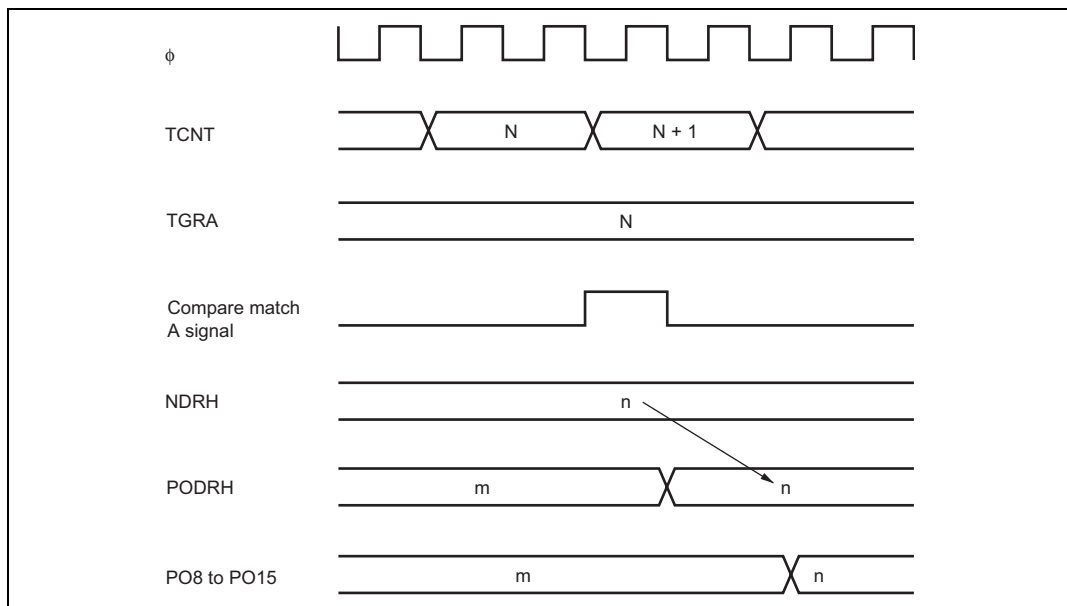 ϕ
TCNT
N
N + 1
TGRA
N
Compare match
A signal
NDRH
n
PODRH
m
n
PO8 to PO15
m
n